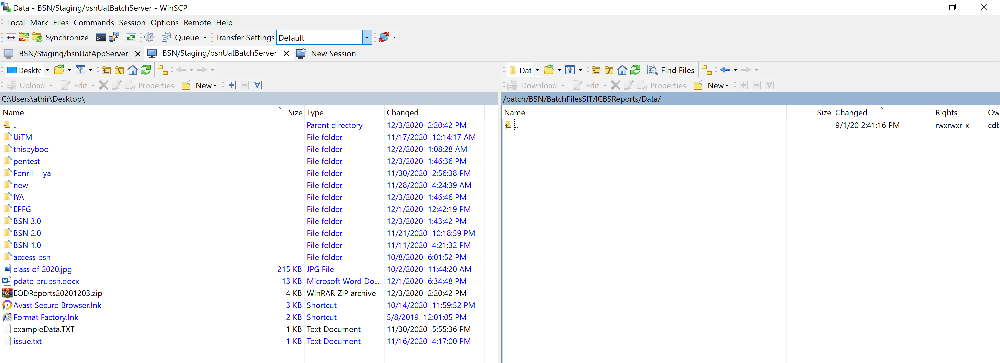 Data - BSN/Staging/bsnUatBatchServer - WinSCP
Local Mark Files Commands Session Options Remote Help
Synchronize Queue Transfer Settings Default
BSN/Staging/bsnUatAppServer BSN/Staging/bsnUatBatchServer New Session
Desktc Dat Find Files
Upload Edit Properties New Download Edit Properties New
C:\Users\athir\Desktop\ /batch/BSN/BatchFilesSIT/ICBSReports/Data/
Name Size Type Changed Name Size Changed Rights Ow
.. Parent directory 12/3/2020 2:20:42 PM .. 9/1/20 2:41:16 PM rwxrwxr-x cdb
UiTM File folder 11/17/2020 10:14:17 AM
thisbyboo File folder 12/2/2020 1:08:28 AM
pentest File folder 12/3/2020 1:46:36 PM
Penril - Iya File folder 11/30/2020 2:56:38 PM
new File folder 11/28/2020 4:24:39 AM
IYA File folder 12/3/2020 1:46:46 PM
EPFG File folder 12/1/2020 12:42:19 PM
BSN 3.0 File folder 12/3/2020 1:43:42 PM
BSN 2.0 File folder 11/21/2020 10:18:59 PM
BSN 1.0 File folder 11/11/2020 4:21:32 PM
access bsn File folder 10/8/2020 6:01:52 PM
class of 2020.jpg 215 KB JPG File 10/2/2020 11:44:20 AM
pdate prubsn.docx 13 KB Microsoft Word Do... 12/1/2020 6:34:48 PM
EODReports20201203.zip 4 KB WinRAR ZIP archive 12/3/2020 2:20:42 PM
Avast Secure Browser.lnk 3 KB Shortcut 10/14/2020 11:59:52 PM
Format Factory.lnk 2 KB Shortcut 5/8/2019 12:01:05 PM
exampleData.TXT 1 KB Text Document 11/30/2020 5:55:36 PM
issue.txt 1 KB Text Document 11/16/2020 4:17:00 PM